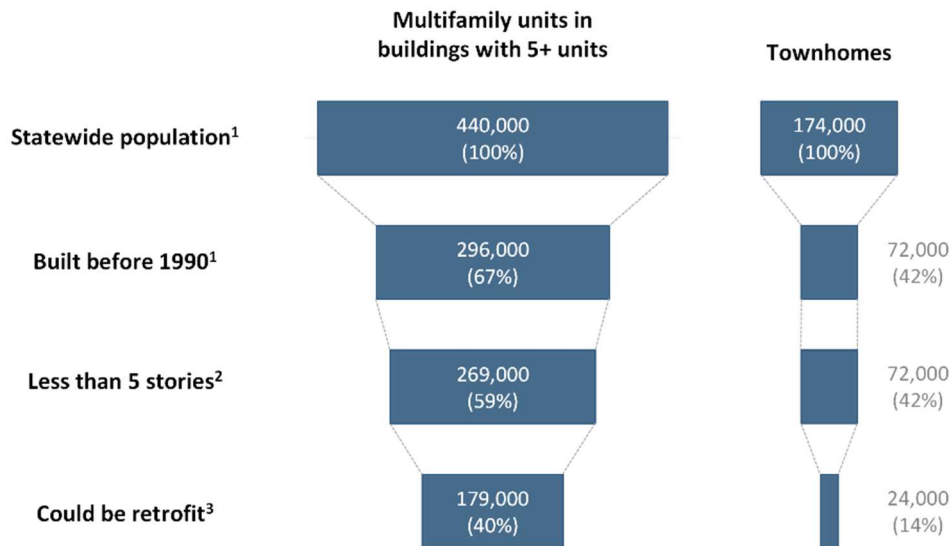 Multifamily units in
buildings with 5+ units
Townhomes
Statewide population¹
440,000
(100%)
174,000
(100%)
Built before 1990¹
296,000
(67%)
72,000
(42%)
Less than 5 stories²
269,000
(59%)
72,000
(42%)
Could be retrofit³
179,000
(40%)
24,000
(14%)